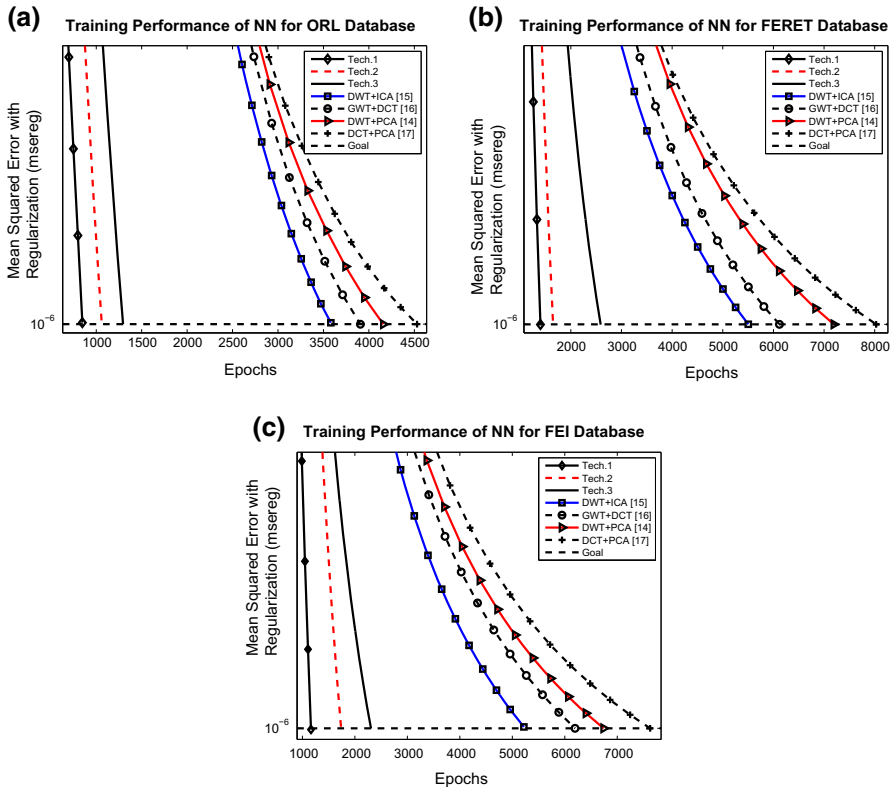 (a)
Training Performance of NN for ORL Database
Mean Squared Error with
Regularization (msereg)
10^-6
Tech.1
Tech.2
Tech.3
DWT+ICA [15]
GWT+DCT [16]
DWT+PCA [14]
DCT+PCA [17]
Goal
1000 1500 2000 2500 3000 3500 4000 4500
Epochs
(b)
Training Performance of NN for FERET Database
Mean Squared Error with
Regularization (msereg)
10^-6
Tech.1
Tech.2
Tech.3
DWT+ICA [15]
GWT+DCT [16]
DWT+PCA [14]
DCT+PCA [17]
Goal
2000 3000 4000 5000 6000 7000 8000
Epochs
(c)
Training Performance of NN for FEI Database
Mean Squared Error with
Regularization (msereg)
10^-6
Tech.1
Tech.2
Tech.3
DWT+ICA [15]
GWT+DCT [16]
DWT+PCA [14]
DCT+PCA [17]
Goal
1000 2000 3000 4000 5000 6000 7000
Epochs